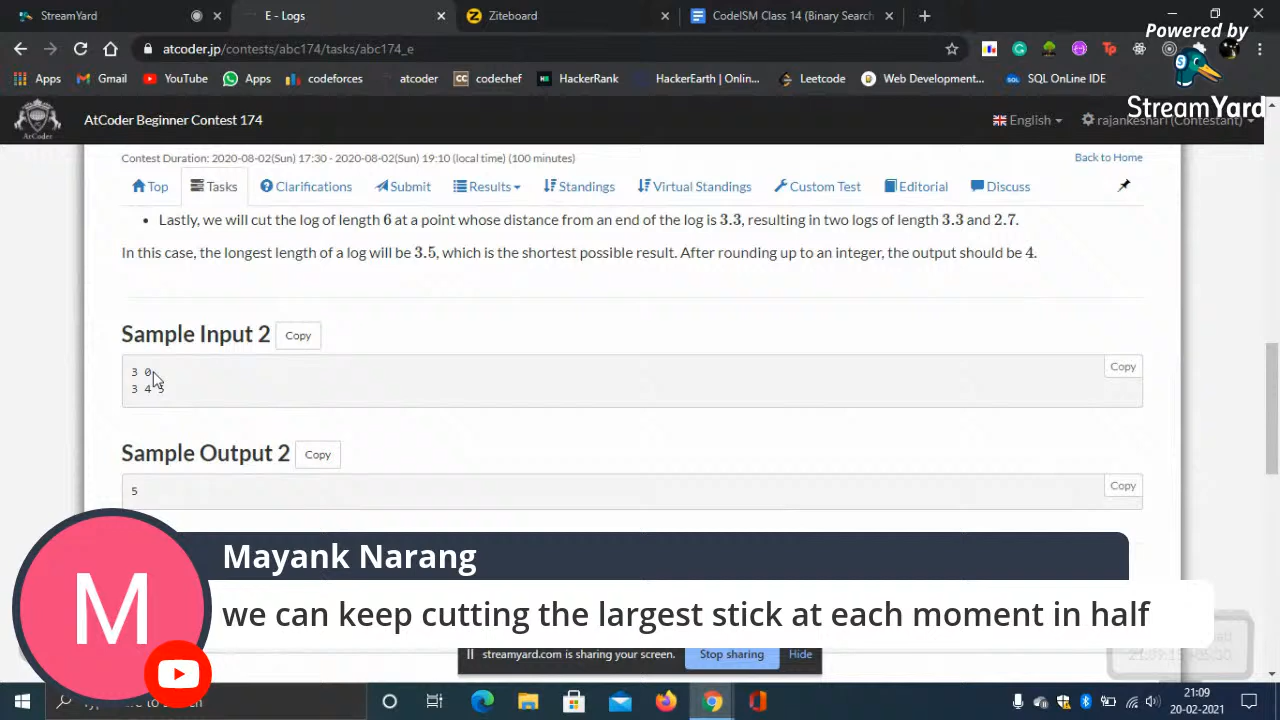 StreamYard
E - Logs
Ziteboard
CodeISM Class 14 (Binary Search
Powered by
StreamYard
atcoder.jp/contests/abc174/tasks/abc174_e
Apps
Gmail
YouTube
Apps
codeforces
atcoder
codechef
HackerRank
HackerEarth | Onlin...
Leetcode
Web Developmen...
SQL OnLine IDE
AtCoder Beginner Contest 174
English
rajankeshari (Contestant)
Contest Duration: 2020-08-02(Sun) 17:30 - 2020-08-02(Sun) 19:10 (local time) (100 minutes)
Back to Home
Top
Tasks
Clarifications
Submit
Results
Standings
Virtual Standings
Custom Test
Editorial
Discuss
• Lastly, we will cut the log of length 6 at a point whose distance from an end of the log is 3.3, resulting in two logs of length 3.3 and 2.7.
In this case, the longest length of a log will be 3.5, which is the shortest possible result. After rounding up to an integer, the output should be 4.
Sample Input 2
Copy
3 0
3 4 5
Copy
Sample Output 2
Copy
5
Copy
M
Mayank Narang
we can keep cutting the largest stick at each moment in half
streamyard.com is sharing your screen.
Stop sharing
Hide
21:09
20-02-2021